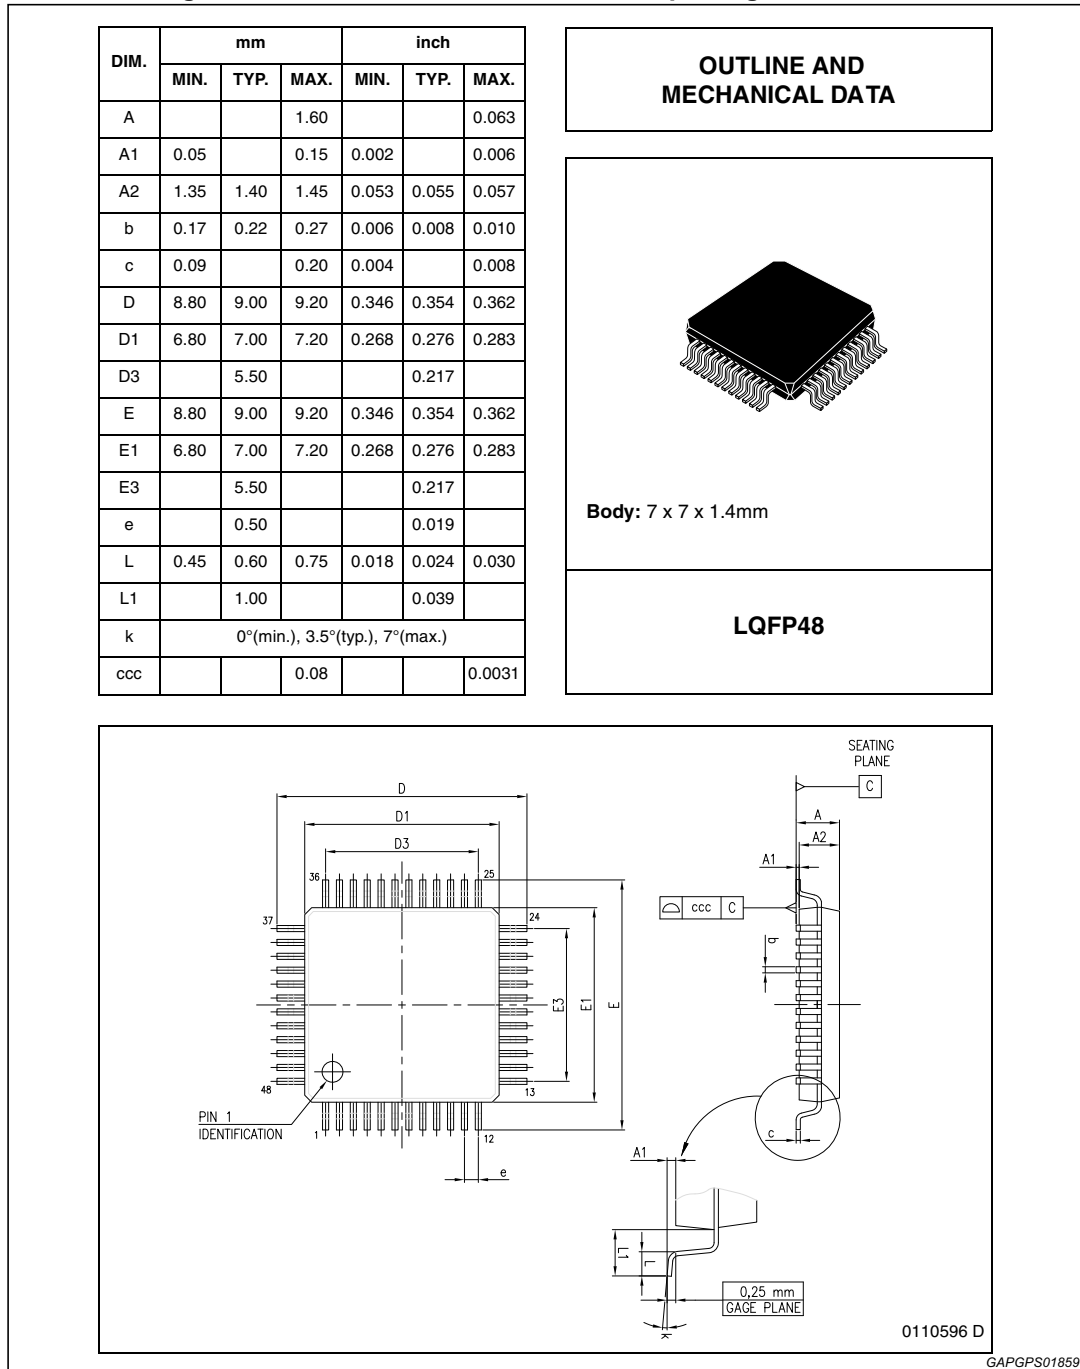 DIM. mm inch
MIN. TYP. MAX. MIN. TYP. MAX.
A 1.60 0.063
A1 0.05 0.15 0.002 0.006
A2 1.35 1.40 1.45 0.053 0.055 0.057
b 0.17 0.22 0.27 0.006 0.008 0.010
c 0.09 0.20 0.004 0.008
D 8.80 9.00 9.20 0.346 0.354 0.362
D1 6.80 7.00 7.20 0.268 0.276 0.283
D3 5.50 0.217
E 8.80 9.00 9.20 0.346 0.354 0.362
E1 6.80 7.00 7.20 0.268 0.276 0.283
E3 5.50 0.217
e 0.50 0.019
L 0.45 0.60 0.75 0.018 0.024 0.030
L1 1.00 0.039
k 0°(min.), 3.5°(typ.), 7°(max.)
ccc 0.08 0.0031
OUTLINE AND
MECHANICAL DATA
Body: 7 x 7 x 1.4mm
LQFP48
SEATING
PLANE
C
D
D1
D3
A
A2
A1
36 25
37 24
ccc C
b
E3
E1
E
48 13
PIN 1
IDENTIFICATION
1 12
e
c
A1
L1
L
0,25 mm
GAGE PLANE
k
0110596 D
GAPGPS01859